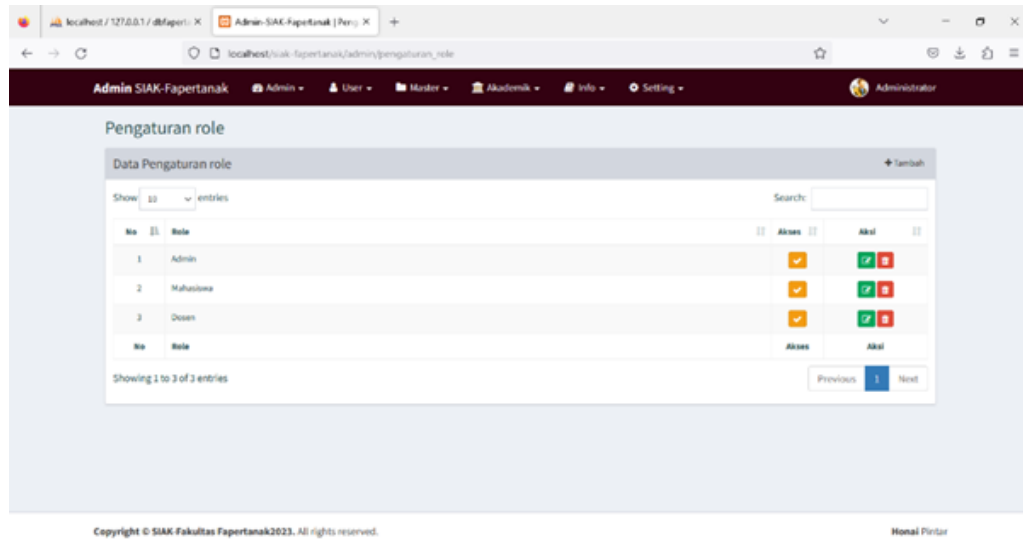 localhost / 127.0.0.1 / dbfapert
Admin-SIAK-Fapertanak | Peng
localhost/siak-fapertanak/admin/pengaturan_role
Admin SIAK-Fapertanak Admin User Master Akademik Info Setting Administrator
Pengaturan role
Data Pengaturan role + Tambah
Show 10 entries Search:
No Role Akses Aksi
1 Admin
2 Mahasiswa
3 Dosen
No Role Akses Aksi
Showing 1 to 3 of 3 entries Previous 1 Next
Copyright © SIAK-Fakultas Fapertanak2023. All rights reserved. Honai Pintar